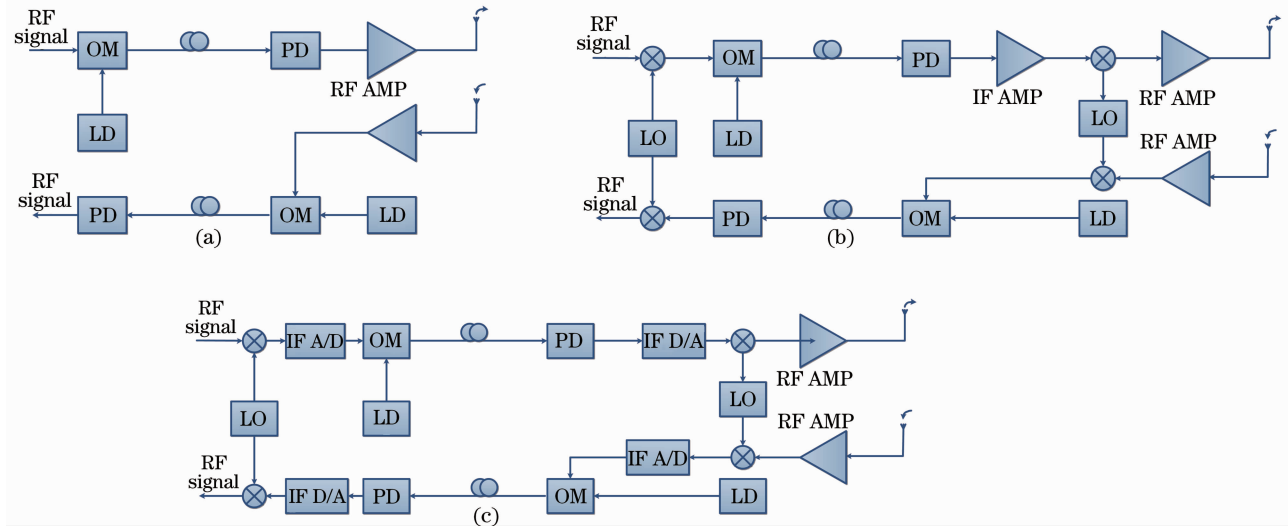 RF
signal
OM
PD
RF AMP
LD
RF
signal
PD
OM
LD
(a)
RF
signal
OM
PD
IF AMP
RF AMP
LO
LD
LO
RF AMP
RF
signal
PD
OM
LD
(b)
RF
signal
IF A/D
OM
PD
IF D/A
RF AMP
LO
LD
LO
RF AMP
IF A/D
RF
signal
IF D/A
PD
OM
LD
(c)